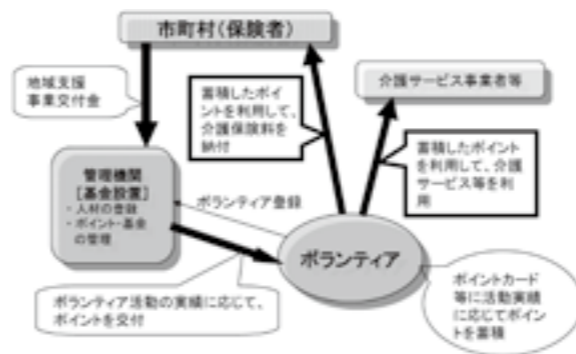 市町村(保険者)
地域支援
事業交付金
蓄積したポイ
ントを利用して、
介護保険料を
納付
介護サービス事業者等
蓄積したポイント
を利用して、介護
サービス等を利
用
管理機関
[基金設置]
・人材の登録
・ポイント・基金
の管理
ボランティア登録
ボランティア
ボランティア活動の実績に応じて、
ポイントを交付
ポイントカード
等に活動実績
に応じてポイン
トを蓄積